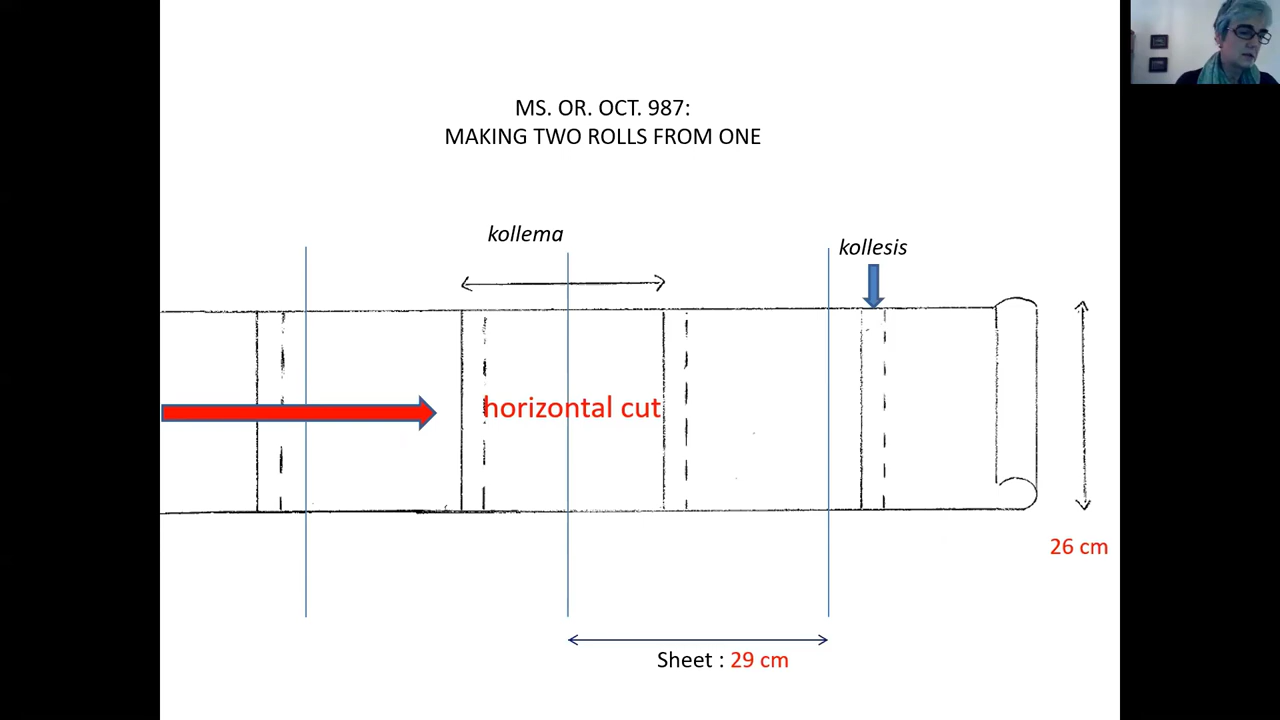 MS. OR. OCT. 987:
MAKING TWO ROLLS FROM ONE
kollema
kollesis
horizontal cut
26 cm
Sheet : 29 cm